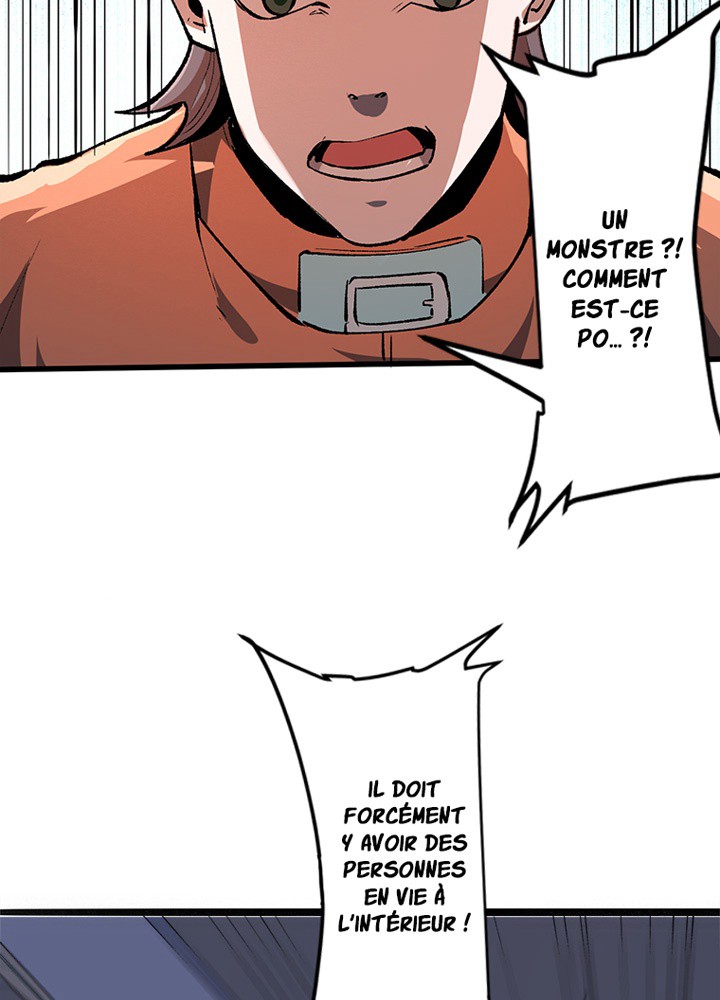 UN
MONSTRE ?!
COMMENT
EST-CE
PO... ?!
IL DOIT
FORCÉMENT
Y AVOIR DES
PERSONNES
EN VIE À
L'INTÉRIEUR !